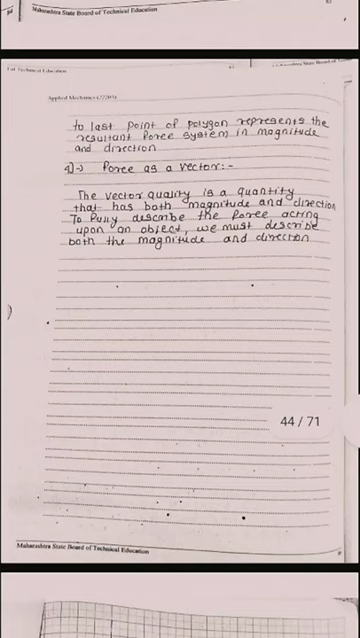 Maharashtra State Board of Technical Education
Applied Mechanics (22203)
to last point of polygon represents the
resultant force system in magnitude
and direction
4]→ Force as a vector:-
The vector quality is a quantity
that has both magnitude and direction
To fully describe the force acting
upon an object, we must describe
both the magnitude and direction
44 / 71
Maharashtra State Board of Technical Education